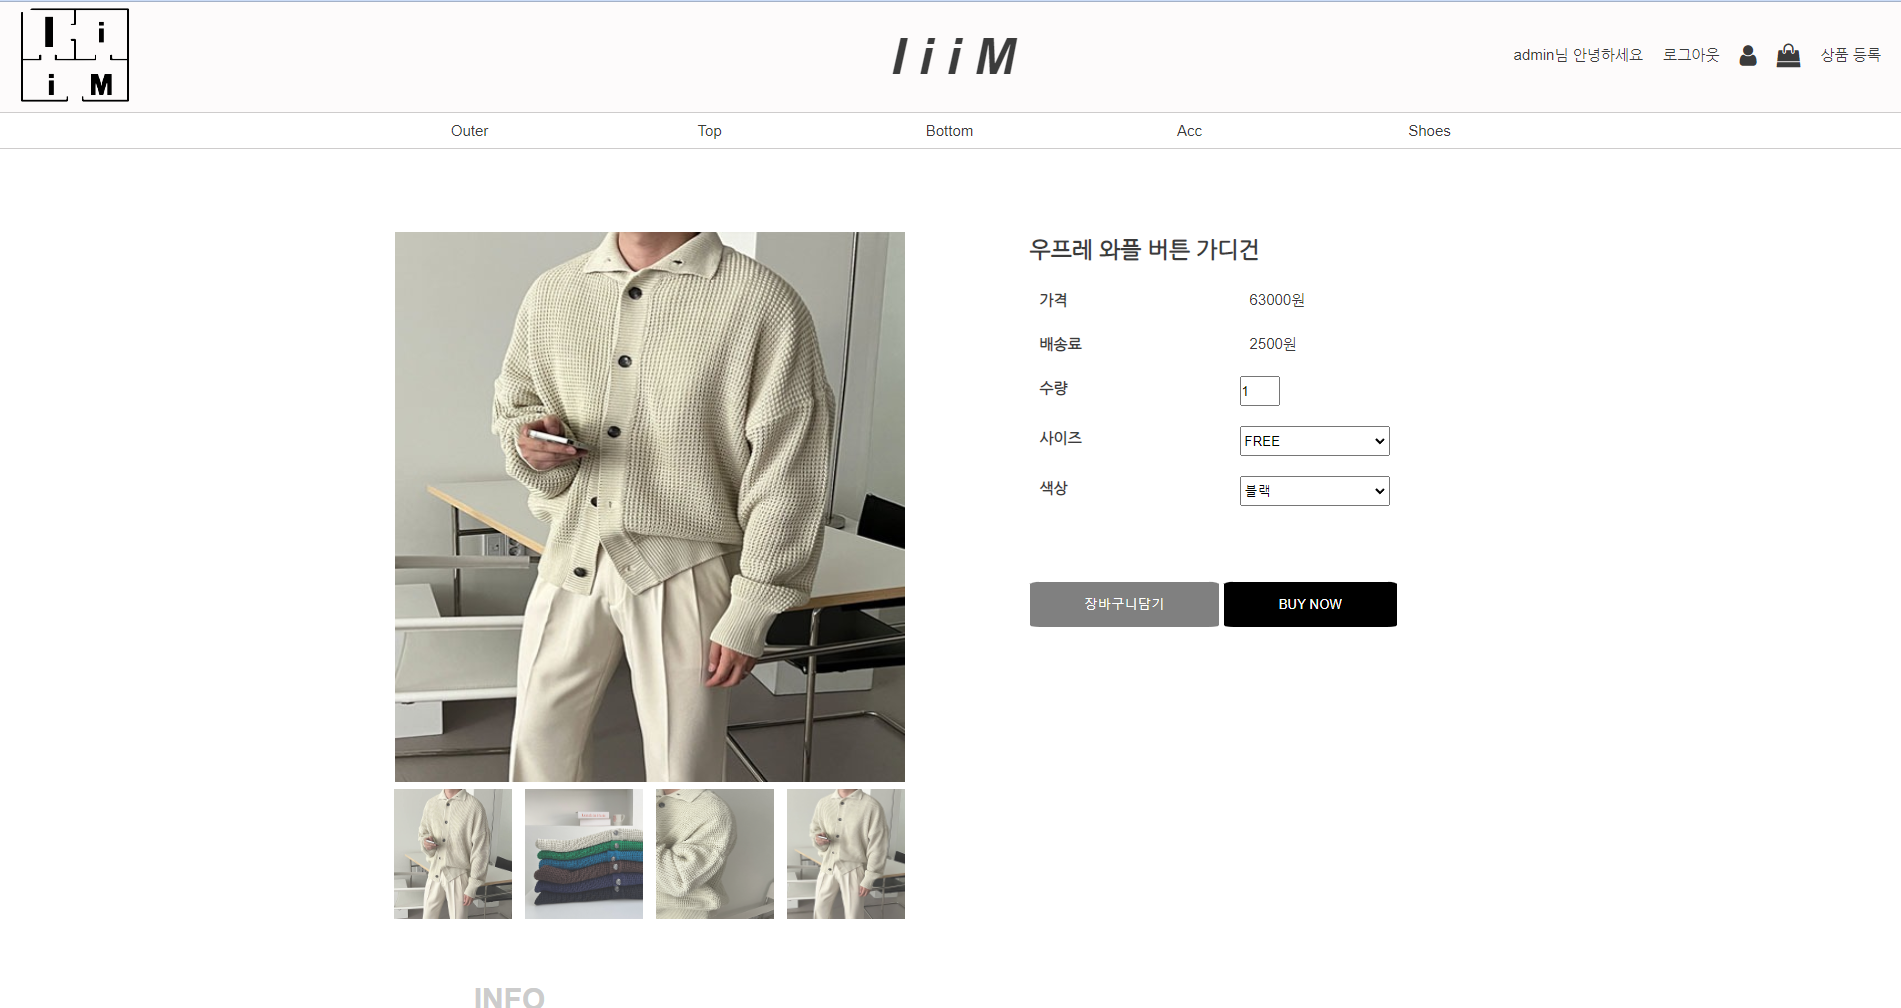 I i
i M
IiiM
admin님 안녕하세요 로그아웃 상품 등록
Outer Top Bottom Acc Shoes
우프레 와플 버튼 가디건
가격 63000원
배송료 2500원
수량 1
사이즈 FREE
색상 블랙
장바구니담기 BUY NOW
INFO